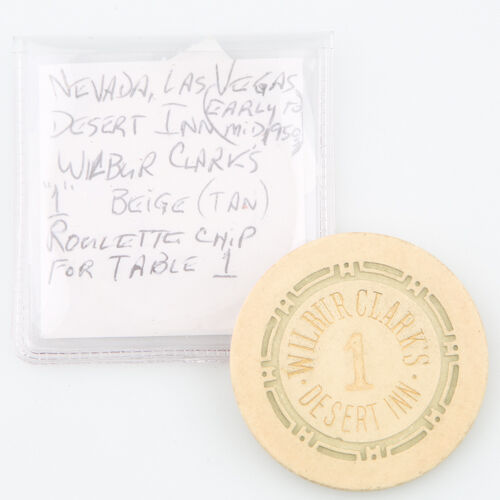 NEVADA, LAS VEGAS
DESERT INN (EARLY TO MID 1950s)
WILBUR CLARK'S
"1" BEIGE (TAN)
ROULETTE CHIP
FOR TABLE 1
WILBUR CLARK'S
1
· DESERT INN ·